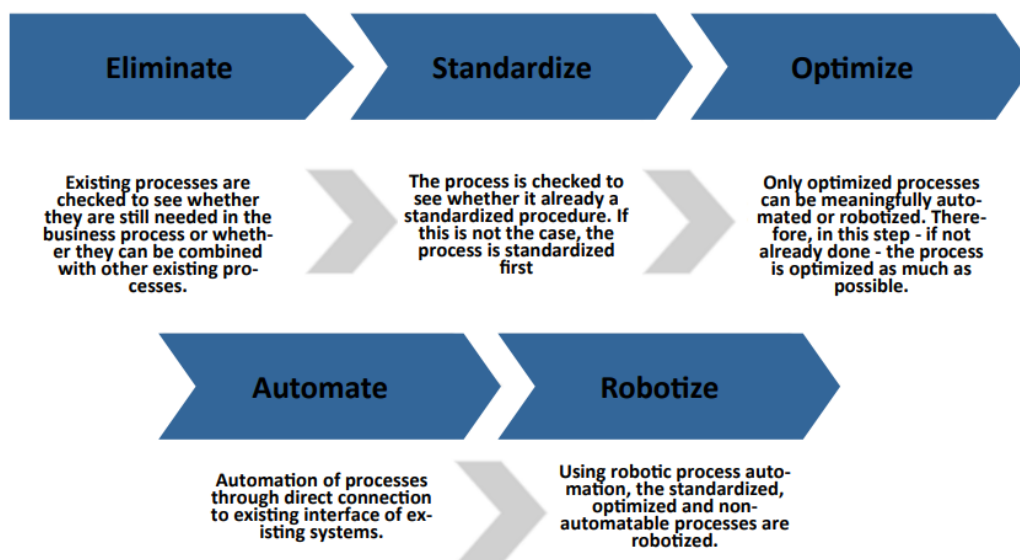 Eliminate
Standardize
Optimize
Existing processes are
checked to see whether
they are still needed in the
business process or wheth-
er they can be combined
with other existing pro-
cesses.
The process is checked to
see whether it already a
standardized procedure. If
this is not the case, the
process is standardized
first
Only optimized processes
can be meaningfully auto-
mated or robotized. There-
fore, in this step - if not
already done - the process
is optimized as much as
possible.
Automate
Robotize
Automation of processes
through direct connection
to existing interface of ex-
isting systems.
Using robotic process auto-
mation, the standardized,
optimized and non-
automatable processes are
robotized.